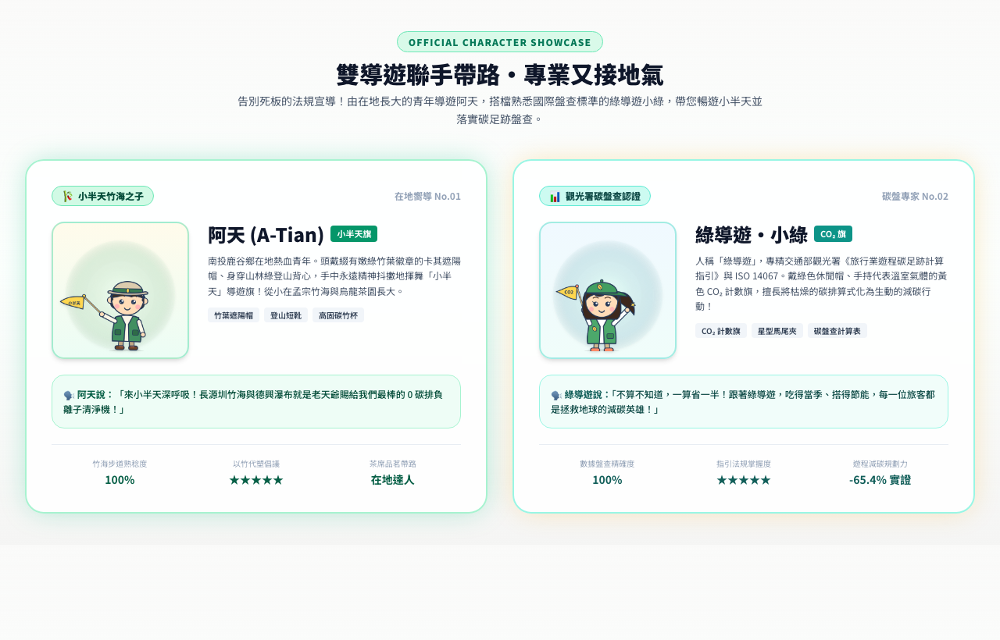 OFFICIAL CHARACTER SHOWCASE
雙導遊聯手帶路・專業又接地氣
告別死板的法規宣導！由在地長大的青年導遊阿天，搭檔熟悉國際盤查標準的綠導遊小綠，帶您暢遊小半天並
落實碳足跡盤查。
小半天竹海之子
在地嚮導 No.01
小半天
阿天 (A-Tian)
小半天旗
南投鹿谷鄉在地熱血青年。頭戴綴有嫩綠竹葉徽章的卡其遮陽
帽、身穿山林綠登山背心，手中永遠精神抖擻地揮舞「小半
天」導遊旗！從小在孟宗竹海與烏龍茶園長大。
竹葉遮陽帽
登山短靴
高固碳竹杯
阿天說：「來小半天深呼吸！長源圳竹海與德興瀑布就是老天爺賜給我們最棒的 0 碳排負
離子清淨機！」
竹海步道熟稔度
以竹代塑倡議
茶席品茗帶路
100%
★★★★★
在地達人
觀光署碳盤查認證
碳盤專家 No.02
CO2
綠導遊・小綠
CO₂ 旗
人稱「綠導遊」，專精交通部觀光署《旅行業遊程碳足跡計算
指引》與 ISO 14067。戴綠色休閒帽、手持代表溫室氣體的黃
色 CO₂ 計數旗，擅長將枯燥的碳排算式化為生動的減碳行
動！
CO₂ 計數旗
星型馬尾夾
碳盤查計算表
綠導遊說：「不算不知道，一算省一半！跟著綠導遊，吃得當季、搭得節能，每一位旅客都
是拯救地球的減碳英雄！」
數據盤查精確度
指引法規掌握度
遊程減碳規劃力
100%
★★★★★
-65.4% 實證